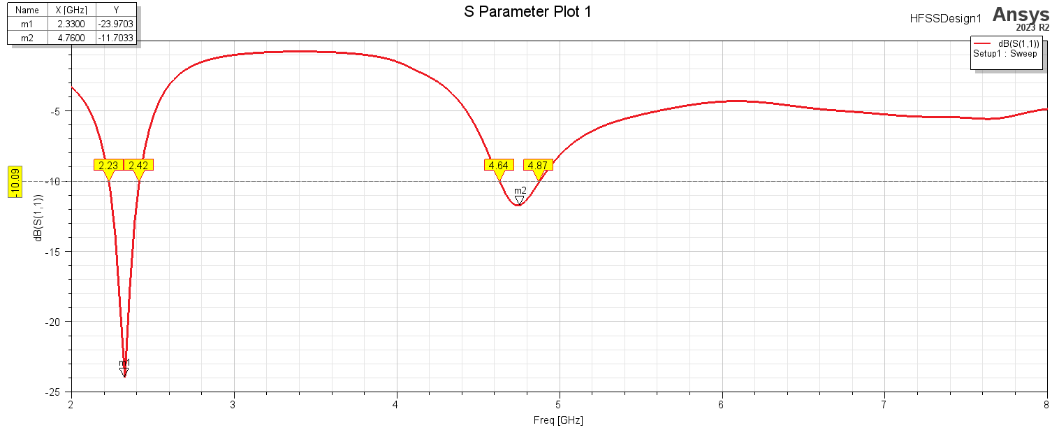 S Parameter Plot 1
HFSSDesign1
Ansys
2023 R2
Name X [GHz] Y
m1 2.3300 -23.9703
m2 4.7600 -11.7033
dB(S(1,1))
Setup1 : Sweep
-5
-10
-15
-20
-25
-10.09
dB(S(1,1))
2.23
2.42
4.64
4.87
m2
m1
2
3
4
5
6
7
8
Freq [GHz]